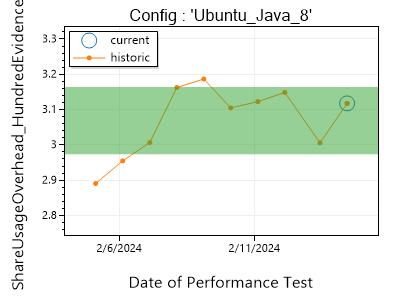 Config : 'Ubuntu_Java_8'
current
historic
3.3
3.2
3.1
3
2.9
2.8
ShareUsageOverhead_HundredEvidence
2/6/2024
2/11/2024
Date of Performance Test